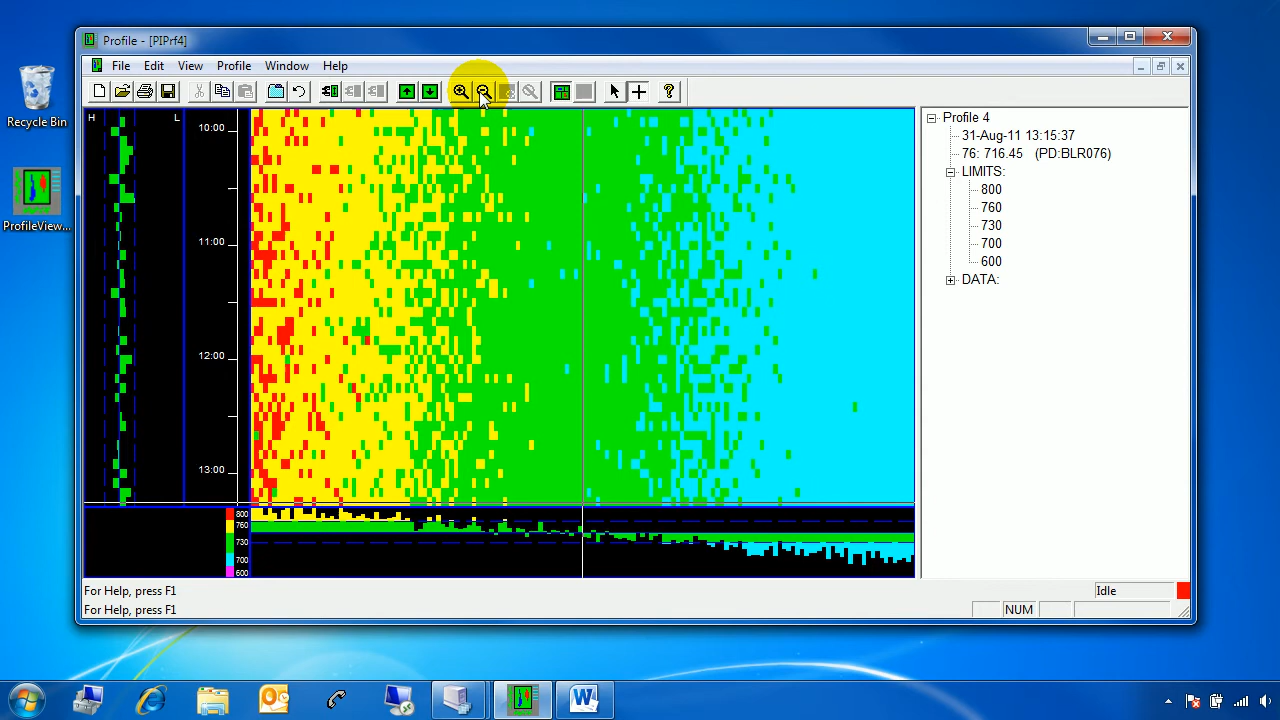 Profile - [PIPrf4]
File Edit View Profile Window Help
Recycle Bin
ProfileView...
H L
10:00
11:00
12:00
13:00
800
760
730
700
600
Profile 4
31-Aug-11 13:15:37
76: 716.45 (PD:BLR076)
LIMITS:
800
760
730
700
600
DATA:
For Help, press F1
Idle
For Help, press F1
NUM